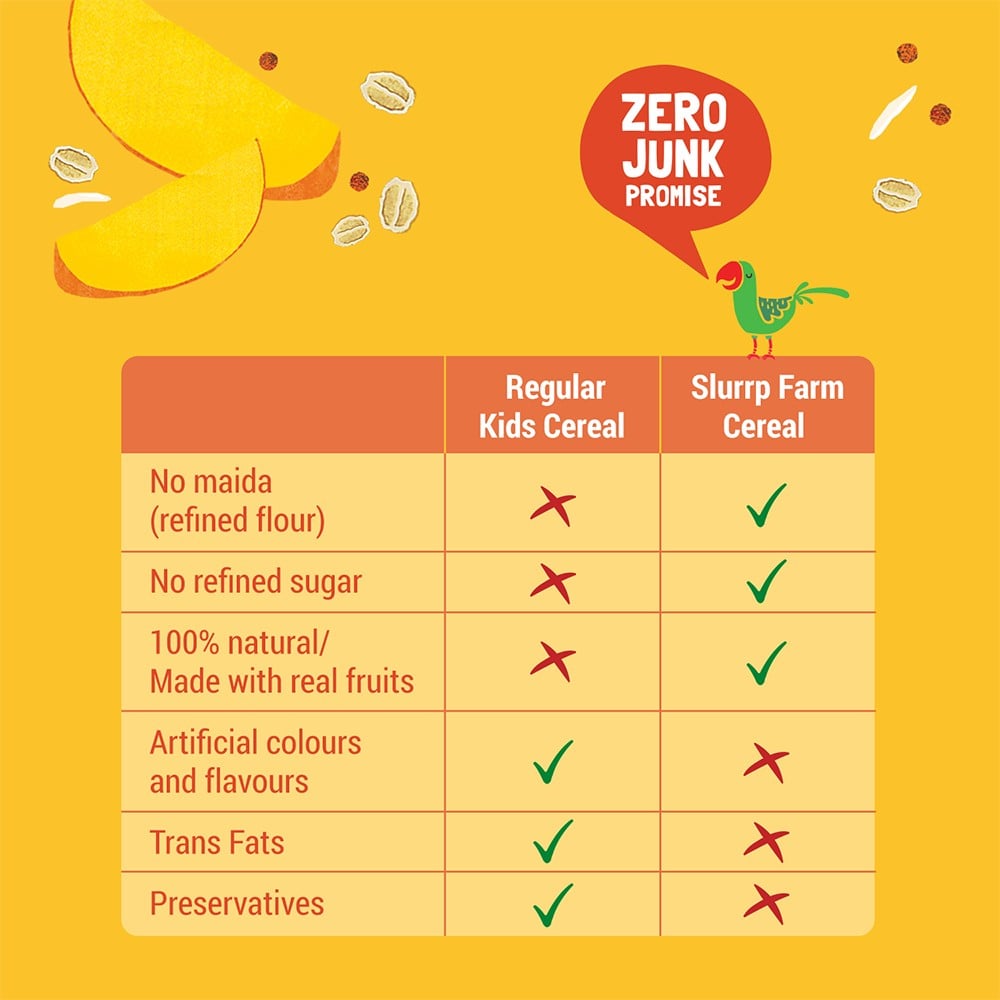 ZERO
JUNK
PROMISE
Regular
Kids Cereal
Slurrp Farm
Cereal
No maida
(refined flour)
No refined sugar
100% natural/
Made with real fruits
Artificial colours
and flavours
Trans Fats
Preservatives